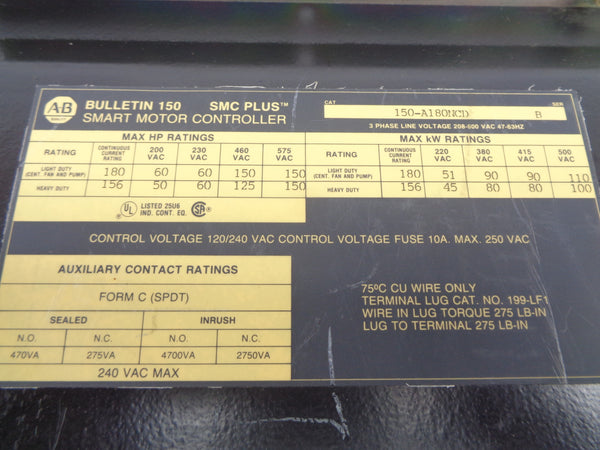 A-B
QUALITY
BULLETIN 150 SMC PLUS™
SMART MOTOR CONTROLLER
CAT
SER
150-A180NCD B
3 PHASE LINE VOLTAGE 208-500 VAC 47-63HZ
MAX HP RATINGS
RATING CONTINUOUS CURRENT RATING 200 VAC 230 VAC 460 VAC 575 VAC
LIGHT DUTY (CENT. FAN AND PUMP) 180 60 60 150 150
HEAVY DUTY 156 50 60 125 150
MAX kW RATINGS
RATING CONTINUOUS CURRENT RATING 220 VAC 380 VAC 415 VAC 500 VAC
LIGHT DUTY (CENT. FAN AND PUMP) 180 51 90 90 110
HEAVY DUTY 156 45 80 80 100
UL LISTED 25U6
IND. CONT. EQ. SA
CONTROL VOLTAGE 120/240 VAC CONTROL VOLTAGE FUSE 10A. MAX. 250 VAC
AUXILIARY CONTACT RATINGS
FORM C (SPDT)
SEALED INRUSH
N.O. N.C. N.O. N.C.
470VA 275VA 4700VA 2750VA
240 VAC MAX
75°C CU WIRE ONLY
TERMINAL LUG CAT. NO. 199-LF1
WIRE IN LUG TORQUE 275 LB-IN
LUG TO TERMINAL 275 LB-IN